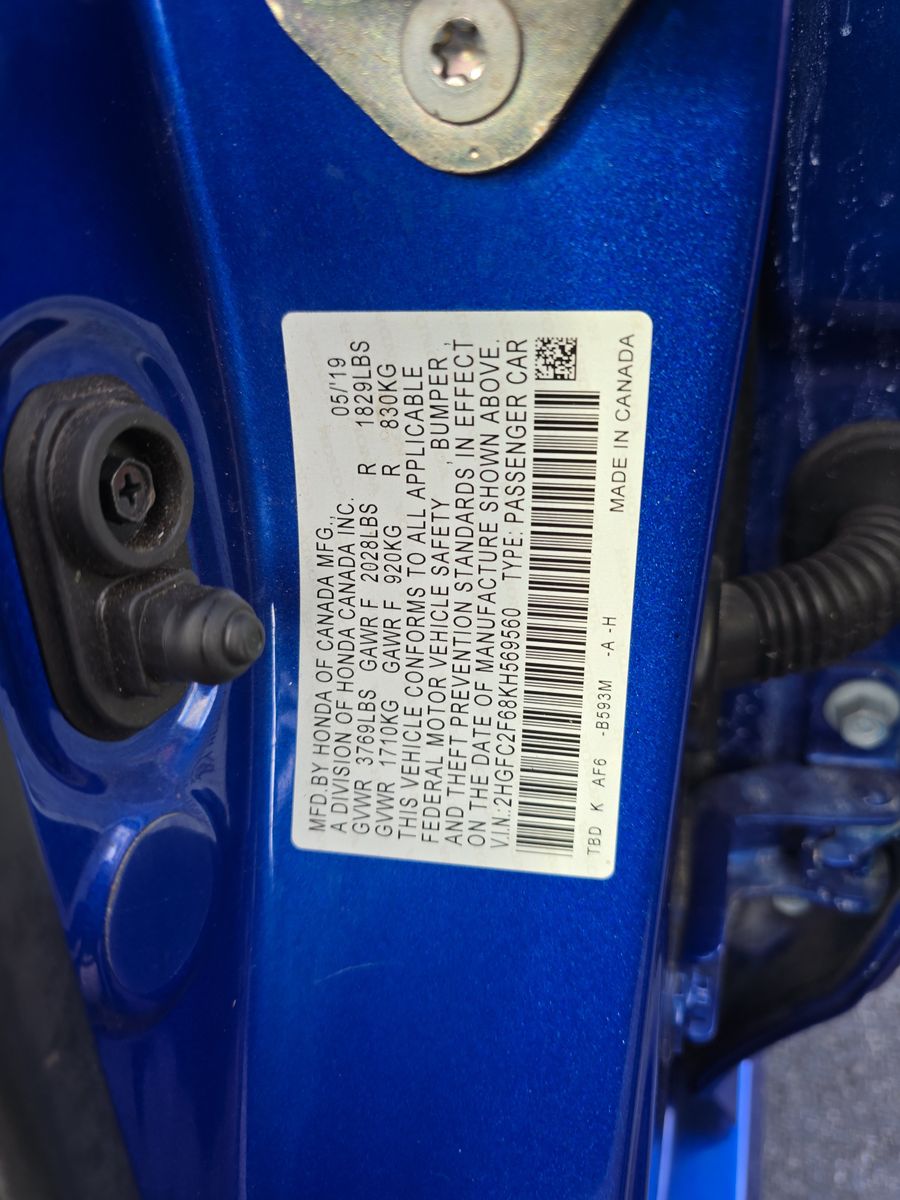 MFD.BY HONDA OF CANADA MFG., 05/'19
A DIVISION OF HONDA CANADA INC.
GVWR 3769LBS GAWR F 2028LBS R 1829LBS
GVWR 1710KG GAWR F 920KG R 830KG
THIS VEHICLE CONFORMS TO ALL APPLICABLE
FEDERAL MOTOR VEHICLE SAFETY, BUMPER,
AND THEFT PREVENTION STANDARDS IN EFFECT
ON THE DATE OF MANUFACTURE SHOWN ABOVE.
V.I.N.:2HGFC2F68KH569560 TYPE: PASSENGER CAR
TBD K AF6 -B593M -A -H MADE IN CANADA